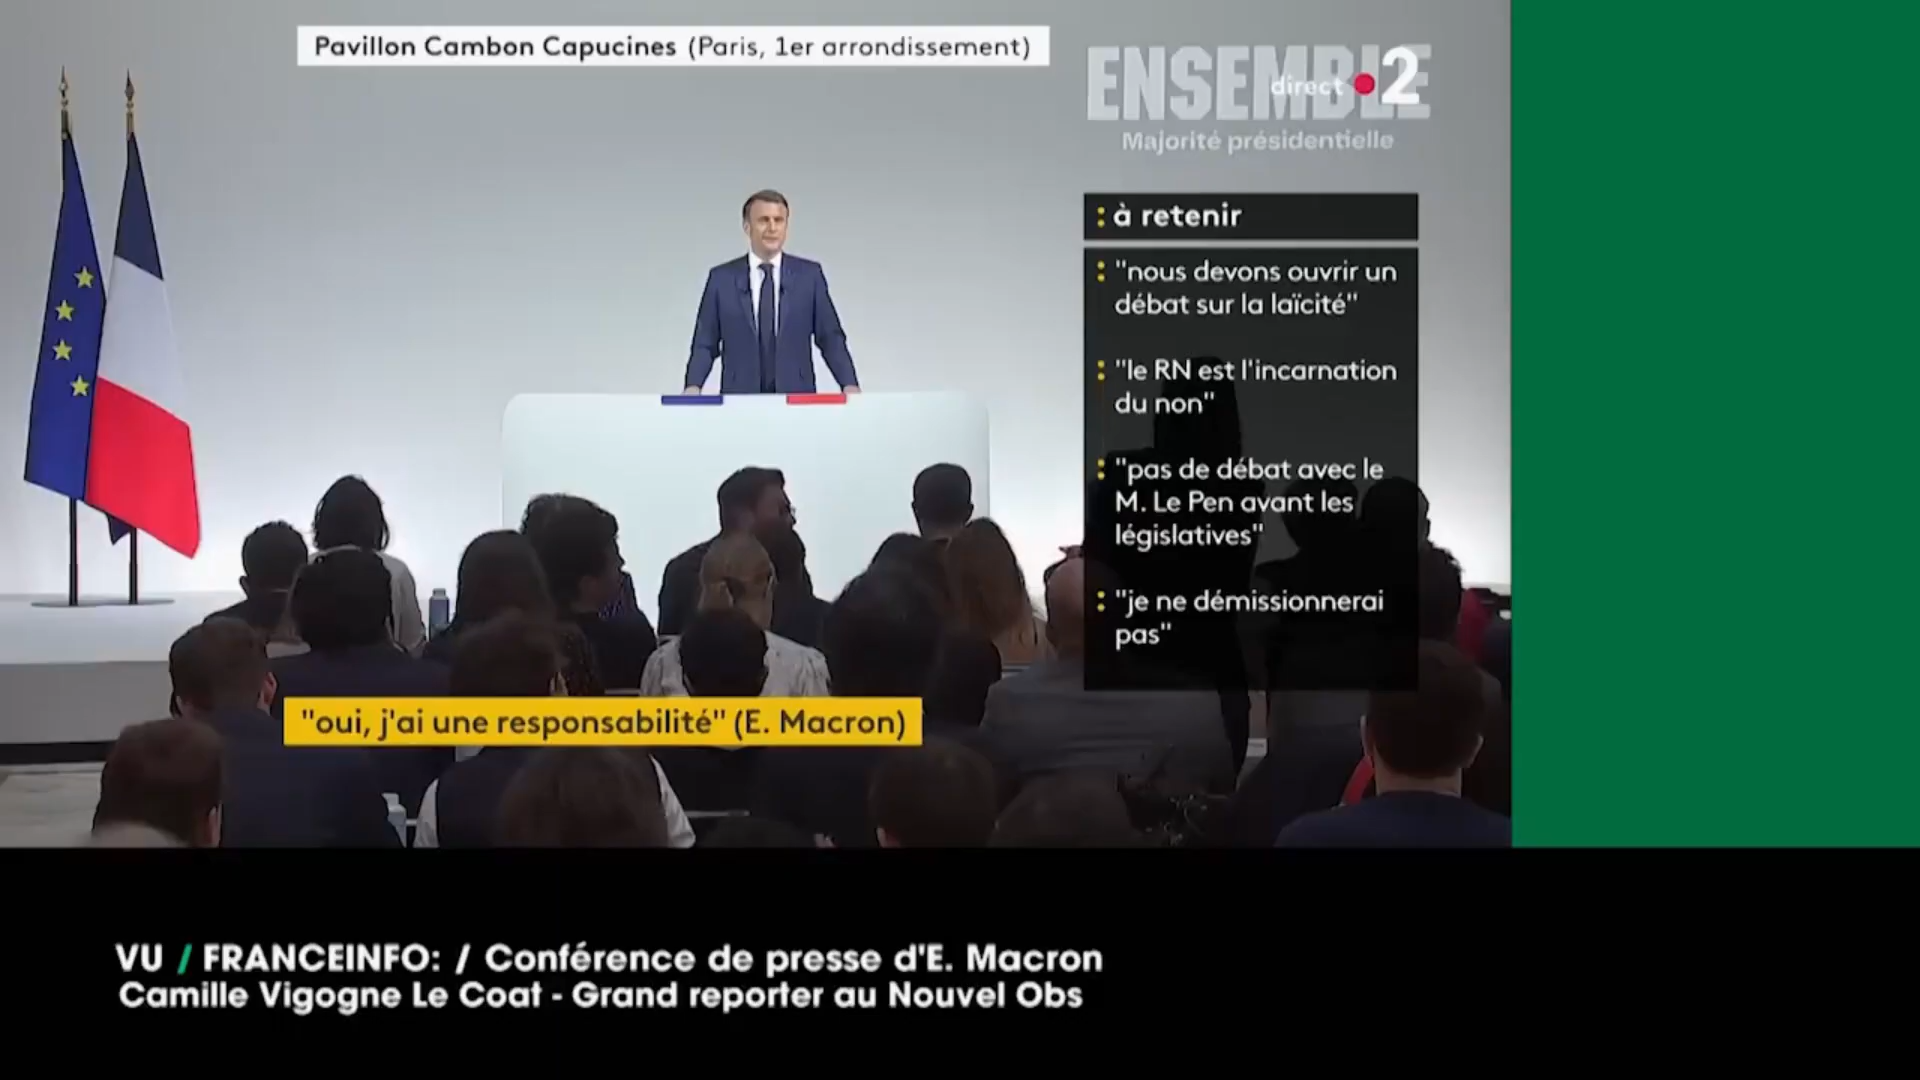 Pavillon Cambon Capucines (Paris, 1er arrondissement)
ENSEMBLE
direct 2
Majorité présidentielle
: à retenir
: "nous devons ouvrir un
débat sur la laïcité"
: "le RN est l'incarnation
du non"
: "pas de débat avec le
M. Le Pen avant les
législatives"
: "je ne démissionnerai
pas"
"oui, j'ai une responsabilité" (E. Macron)
VU / FRANCEINFO: / Conférence de presse d'E. Macron
Camille Vigogne Le Coat - Grand reporter au Nouvel Obs